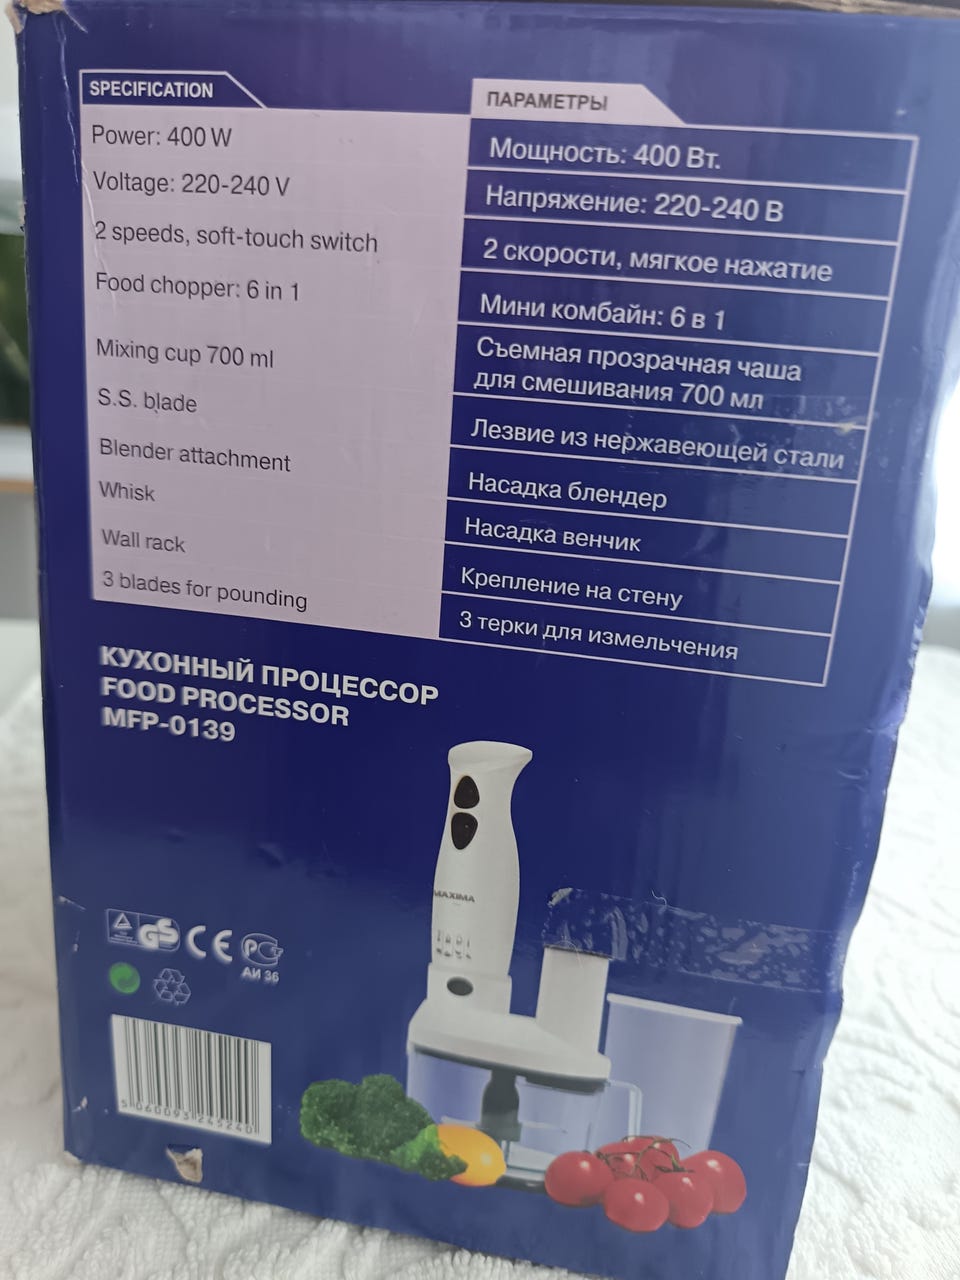 SPECIFICATION
Power: 400 W
Voltage: 220-240 V
2 speeds, soft-touch switch
Food chopper: 6 in 1
Mixing cup 700 ml
S.S. blade
Blender attachment
Whisk
Wall rack
3 blades for pounding
ПАРАМЕТРЫ
Мощность: 400 Вт.
Напряжение: 220-240 В
2 скорости, мягкое нажатие
Мини комбайн: 6 в 1
Съемная прозрачная чаша
для смешивания 700 мл
Лезвие из нержавеющей стали
Насадка блендер
Насадка венчик
Крепление на стену
3 терки для измельчения
КУХОННЫЙ ПРОЦЕССОР
FOOD PROCESSOR
MFP-0139
MAXIMA
GS CE РСТ
АИ 36
5 060093 245240